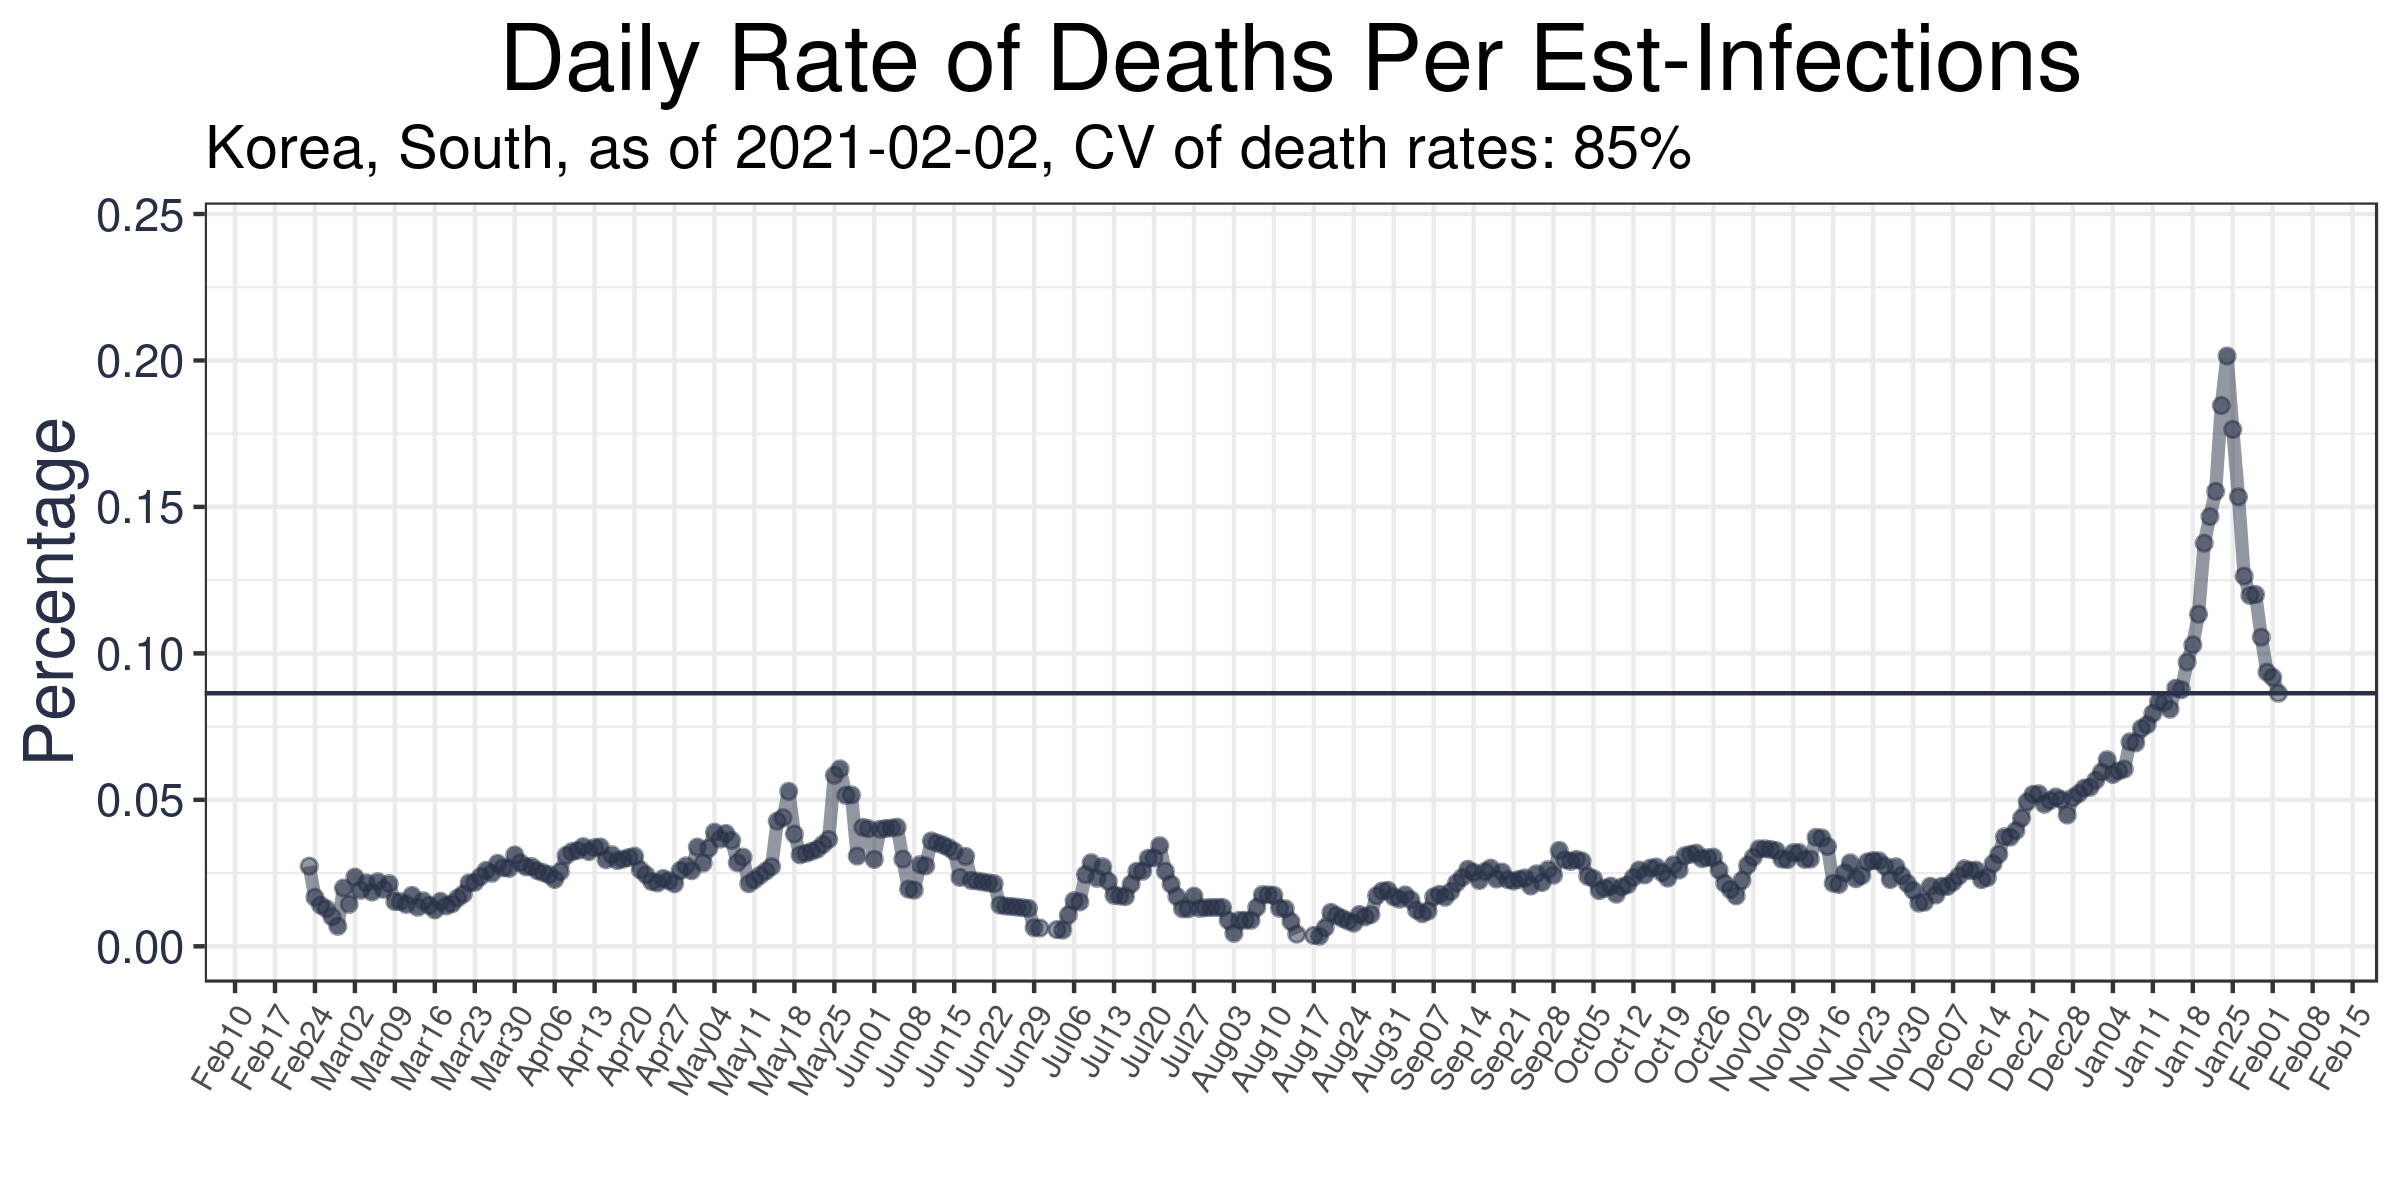 Daily Rate of Deaths Per Est-Infections
Korea, South, as of 2021-02-02, CV of death rates: 85%
Percentage
0.25
0.20
0.15
0.10
0.05
0.00
Feb10
Feb17
Feb24
Mar02
Mar09
Mar16
Mar23
Mar30
Apr06
Apr13
Apr20
Apr27
May04
May11
May18
May25
Jun01
Jun08
Jun15
Jun22
Jun29
Jul06
Jul13
Jul20
Jul27
Aug03
Aug10
Aug17
Aug24
Aug31
Sep07
Sep14
Sep21
Sep28
Oct05
Oct12
Oct19
Oct26
Nov02
Nov09
Nov16
Nov23
Nov30
Dec07
Dec14
Dec21
Dec28
Jan04
Jan11
Jan18
Jan25
Feb01
Feb08
Feb15